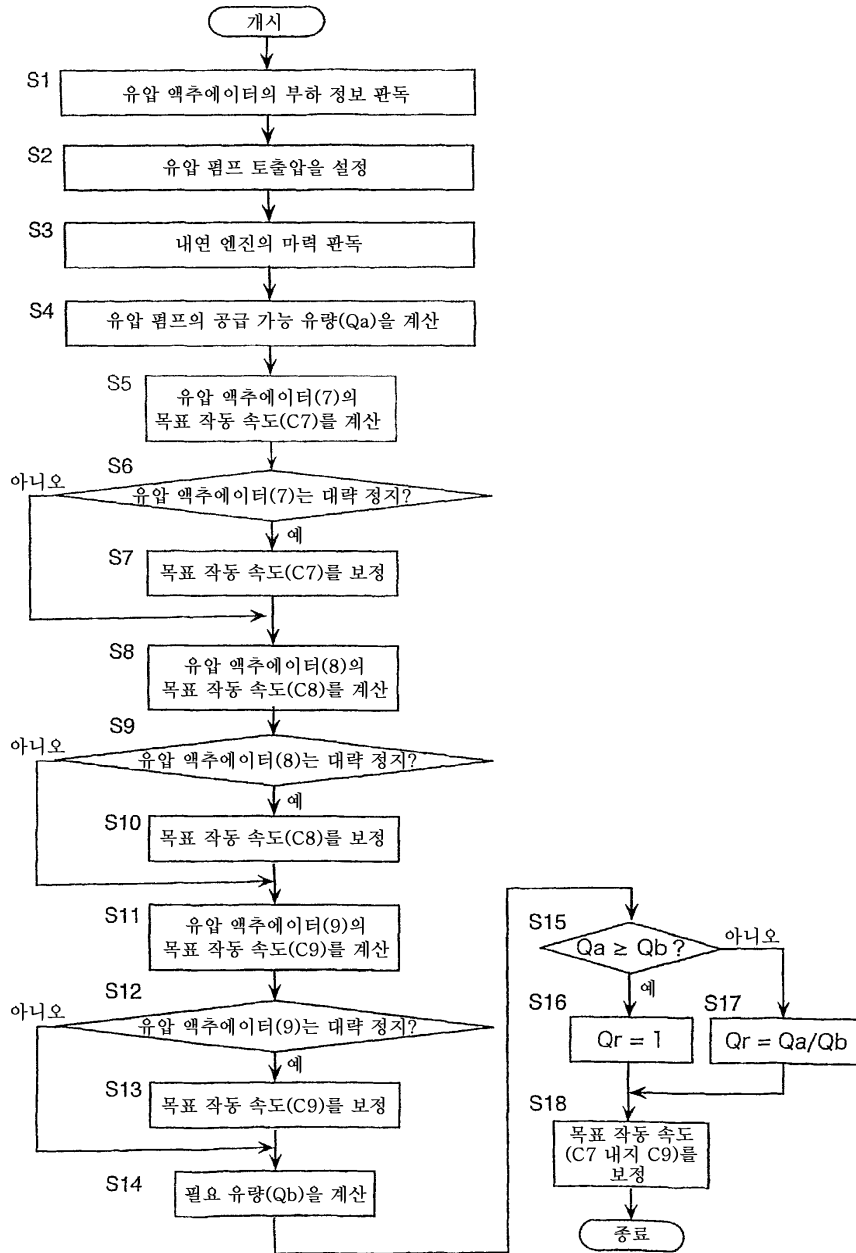 개시
S1
유압 액추에이터의 부하 정보 판독
S2
유압 펌프 토출압을 설정
S3
내연 엔진의 마력 판독
S4
유압 펌프의 공급 가능 유량(Qa)을 계산
S5
유압 액추에이터(7)의
목표 작동 속도(C7)를 계산
S6
아니오
유압 액추에이터(7)는 대략 정지?
예
S7
목표 작동 속도(C7)를 보정
S8
유압 액추에이터(8)의
목표 작동 속도(C8)를 계산
S9
아니오
유압 액추에이터(8)는 대략 정지?
예
S10
목표 작동 속도(C8)를 보정
S11
유압 액추에이터(9)의
목표 작동 속도(C9)를 계산
S12
아니오
유압 액추에이터(9)는 대략 정지?
예
S13
목표 작동 속도(C9)를 보정
S14
필요 유량(Qb)을 계산
S15
Qa ≥ Qb ?
아니오
예
S16
Qr = 1
S17
Qr = Qa/Qb
S18
목표 작동 속도
(C7 내지 C9)를
보정
종료